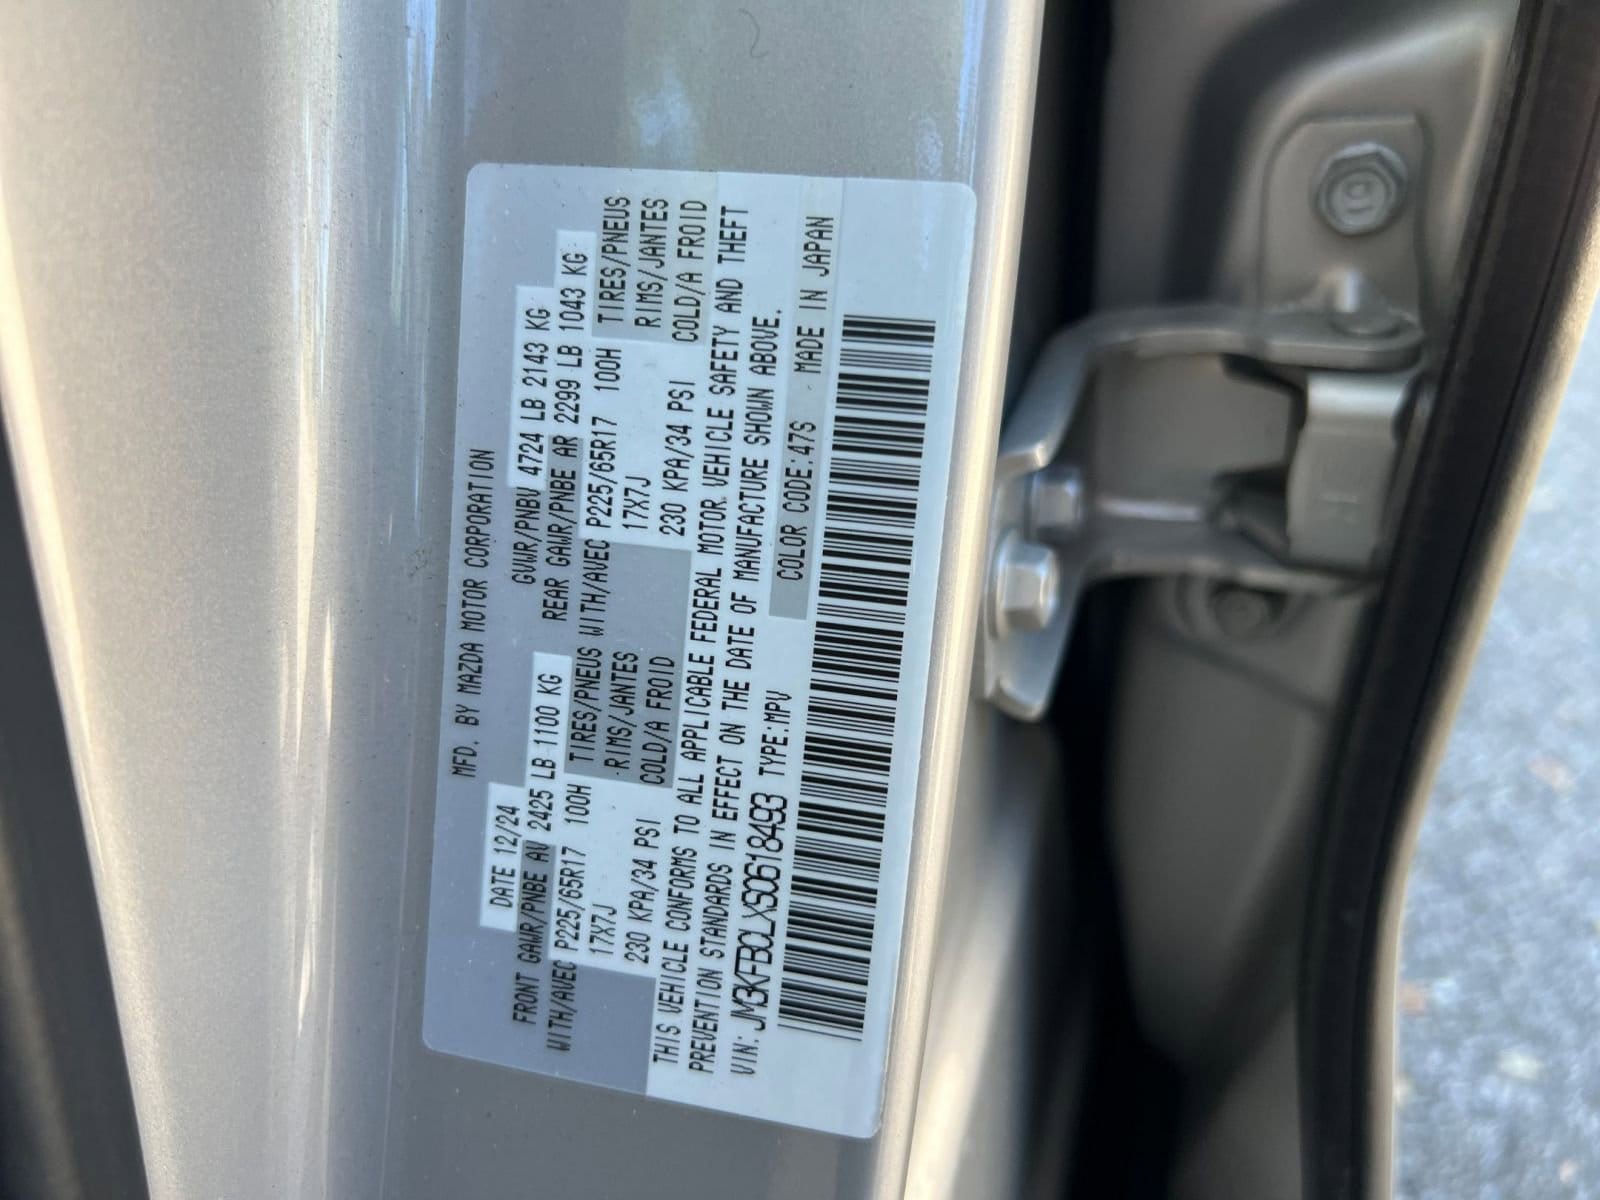 MFD. BY MAZDA MOTOR CORPORATION
DATE 12/24 GVWR/PNBV 4724 LB 2143 KG
FRONT GAWR/PNBE AV 2425 LB 1100 KG REAR GAWR/PNBE AR 2299 LB 1043 KG
WITH/AVEC P225/65R17 100H TIRES/PNEUS WITH/AVEC P225/65R17 100H TIRES/PNEUS
17X7J RIMS/JANTES 17X7J RIMS/JANTES
230 KPA/34 PSI COLD/A FROID 230 KPA/34 PSI COLD/A FROID
THIS VEHICLE CONFORMS TO ALL APPLICABLE FEDERAL MOTOR VEHICLE SAFETY AND THEFT
PREVENTION STANDARDS IN EFFECT ON THE DATE OF MANUFACTURE SHOWN ABOVE.
VIN: JM3KFBCLXS0618493 TYPE:MPV COLOR CODE:47S MADE IN JAPAN